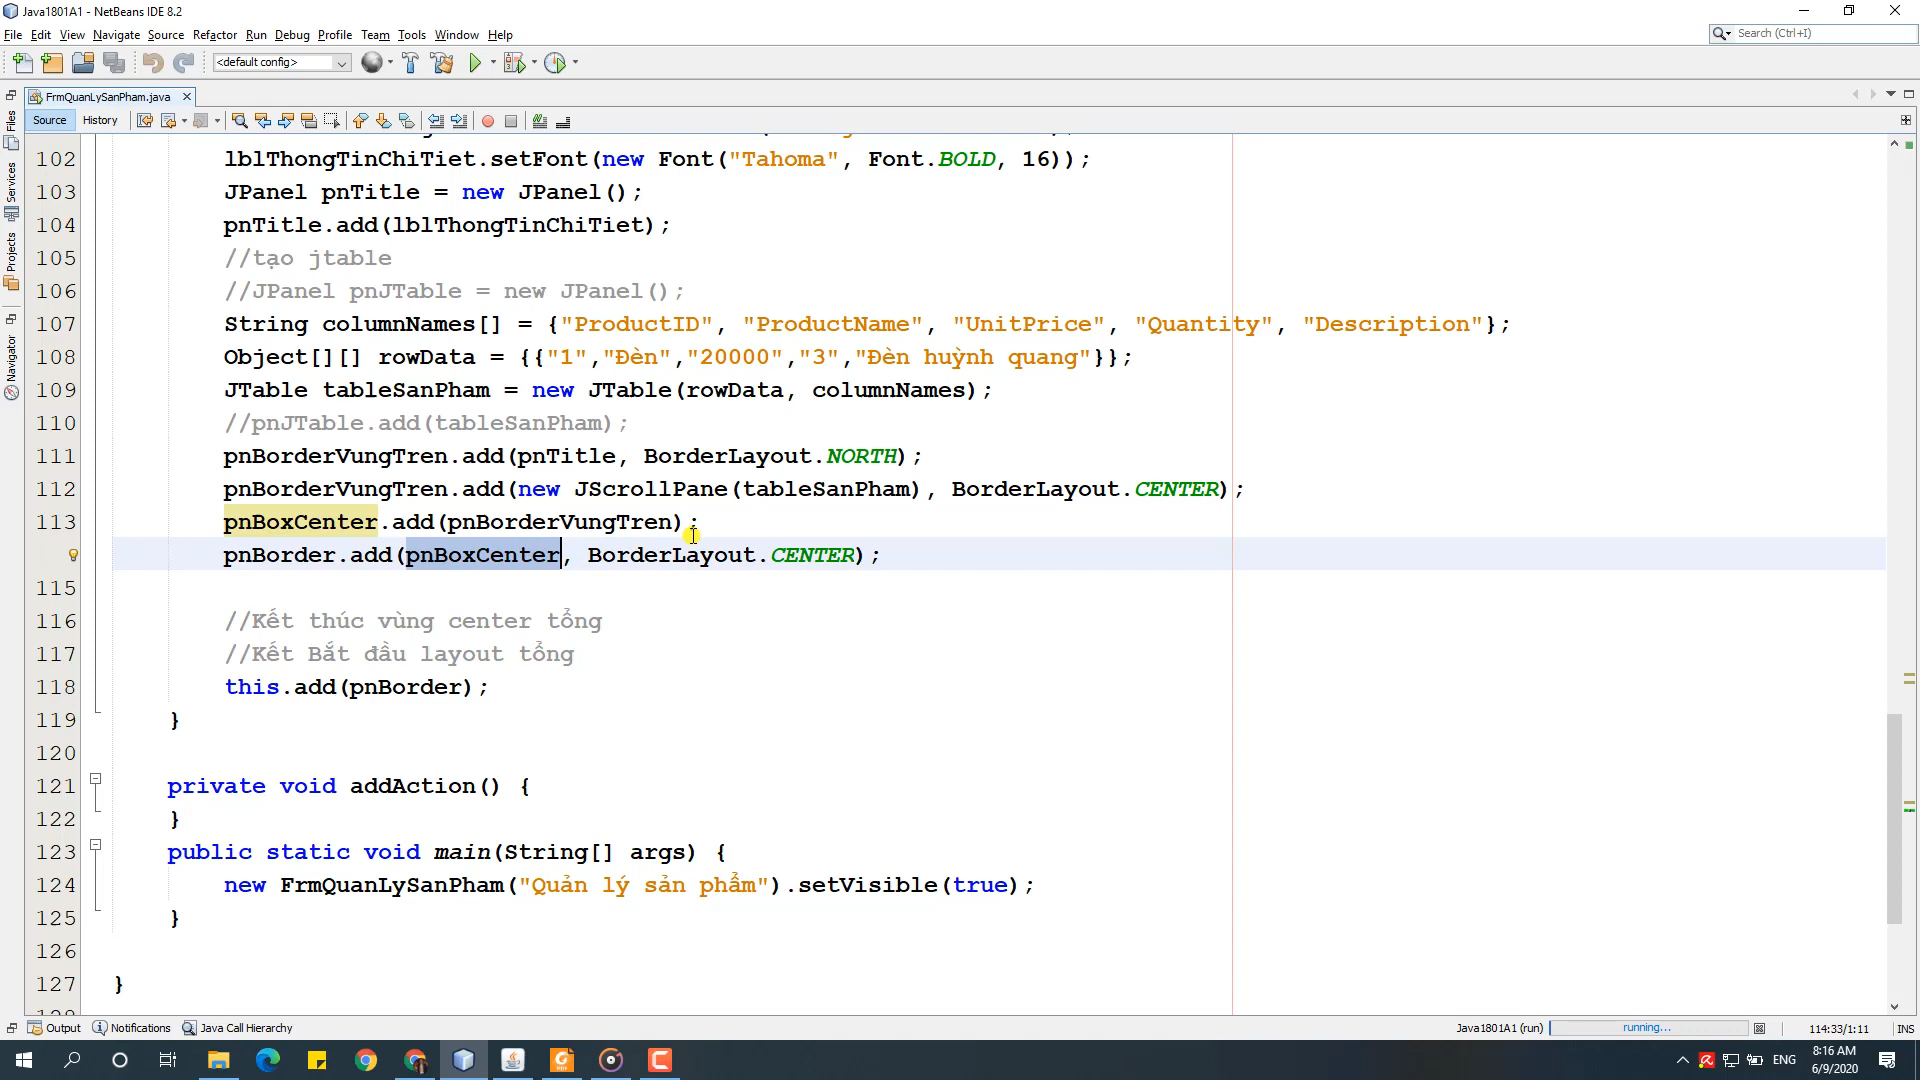 Java1801A1 - NetBeans IDE 8.2
File Edit View Navigate Source Refactor Run Debug Profile Team Tools Window Help
Search (Ctrl+I)
<default config>
FrmQuanLySanPham.java
Source History
Files
Services
Projects
Navigator
102 lblThongTinChiTiet.setFont(new Font("Tahoma", Font.BOLD, 16));
103 JPanel pnTitle = new JPanel();
104 pnTitle.add(lblThongTinChiTiet);
105 //tạo jtable
106 //JPanel pnJTable = new JPanel();
107 String columnNames[] = {"ProductID", "ProductName", "UnitPrice", "Quantity", "Description"};
108 Object[][] rowData = {{"1","Đèn","20000","3","Đèn huỳnh quang"}};
109 JTable tableSanPham = new JTable(rowData, columnNames);
110 //pnJTable.add(tableSanPham);
111 pnBorderVungTren.add(pnTitle, BorderLayout.NORTH);
112 pnBorderVungTren.add(new JScrollPane(tableSanPham), BorderLayout.CENTER);
113 pnBoxCenter.add(pnBorderVungTren);
pnBorder.add(pnBoxCenter, BorderLayout.CENTER);
115
116 //Kết thúc vùng center tổng
117 //Kết Bắt đầu layout tổng
118 this.add(pnBorder);
119 }
120
121 private void addAction() {
122 }
123 public static void main(String[] args) {
124 new FrmQuanLySanPham("Quản lý sản phẩm").setVisible(true);
125 }
126
127 }
Output Notifications Java Call Hierarchy
Java1801A1 (run) running... 114:33/1:11 INS
ENG
8:16 AM
6/9/2020